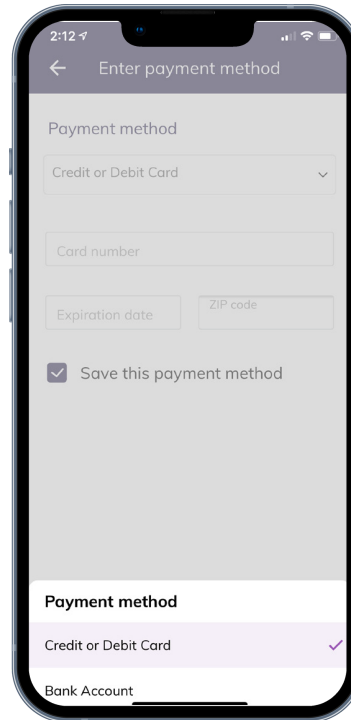 2:12
Enter payment method
Payment method
Credit or Debit Card
Card number
Expiration date
ZIP code
Save this payment method
Payment method
Credit or Debit Card
Bank Account